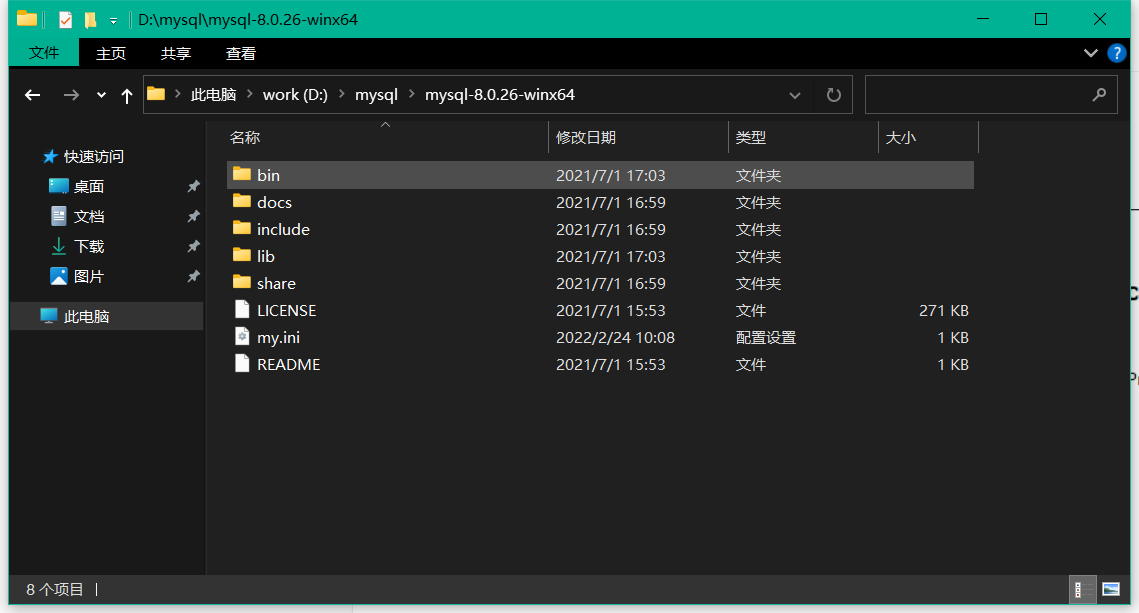 D:\mysql\mysql-8.0.26-winx64
文件 主页 共享 查看
此电脑 work (D:) mysql mysql-8.0.26-winx64
名称 修改日期 类型 大小
快速访问
桌面
文档
下载
图片
此电脑
bin 2021/7/1 17:03 文件夹
docs 2021/7/1 16:59 文件夹
include 2021/7/1 16:59 文件夹
lib 2021/7/1 17:03 文件夹
share 2021/7/1 16:59 文件夹
LICENSE 2021/7/1 15:53 文件 271 KB
my.ini 2022/2/24 10:08 配置设置 1 KB
README 2021/7/1 15:53 文件 1 KB
8 个项目